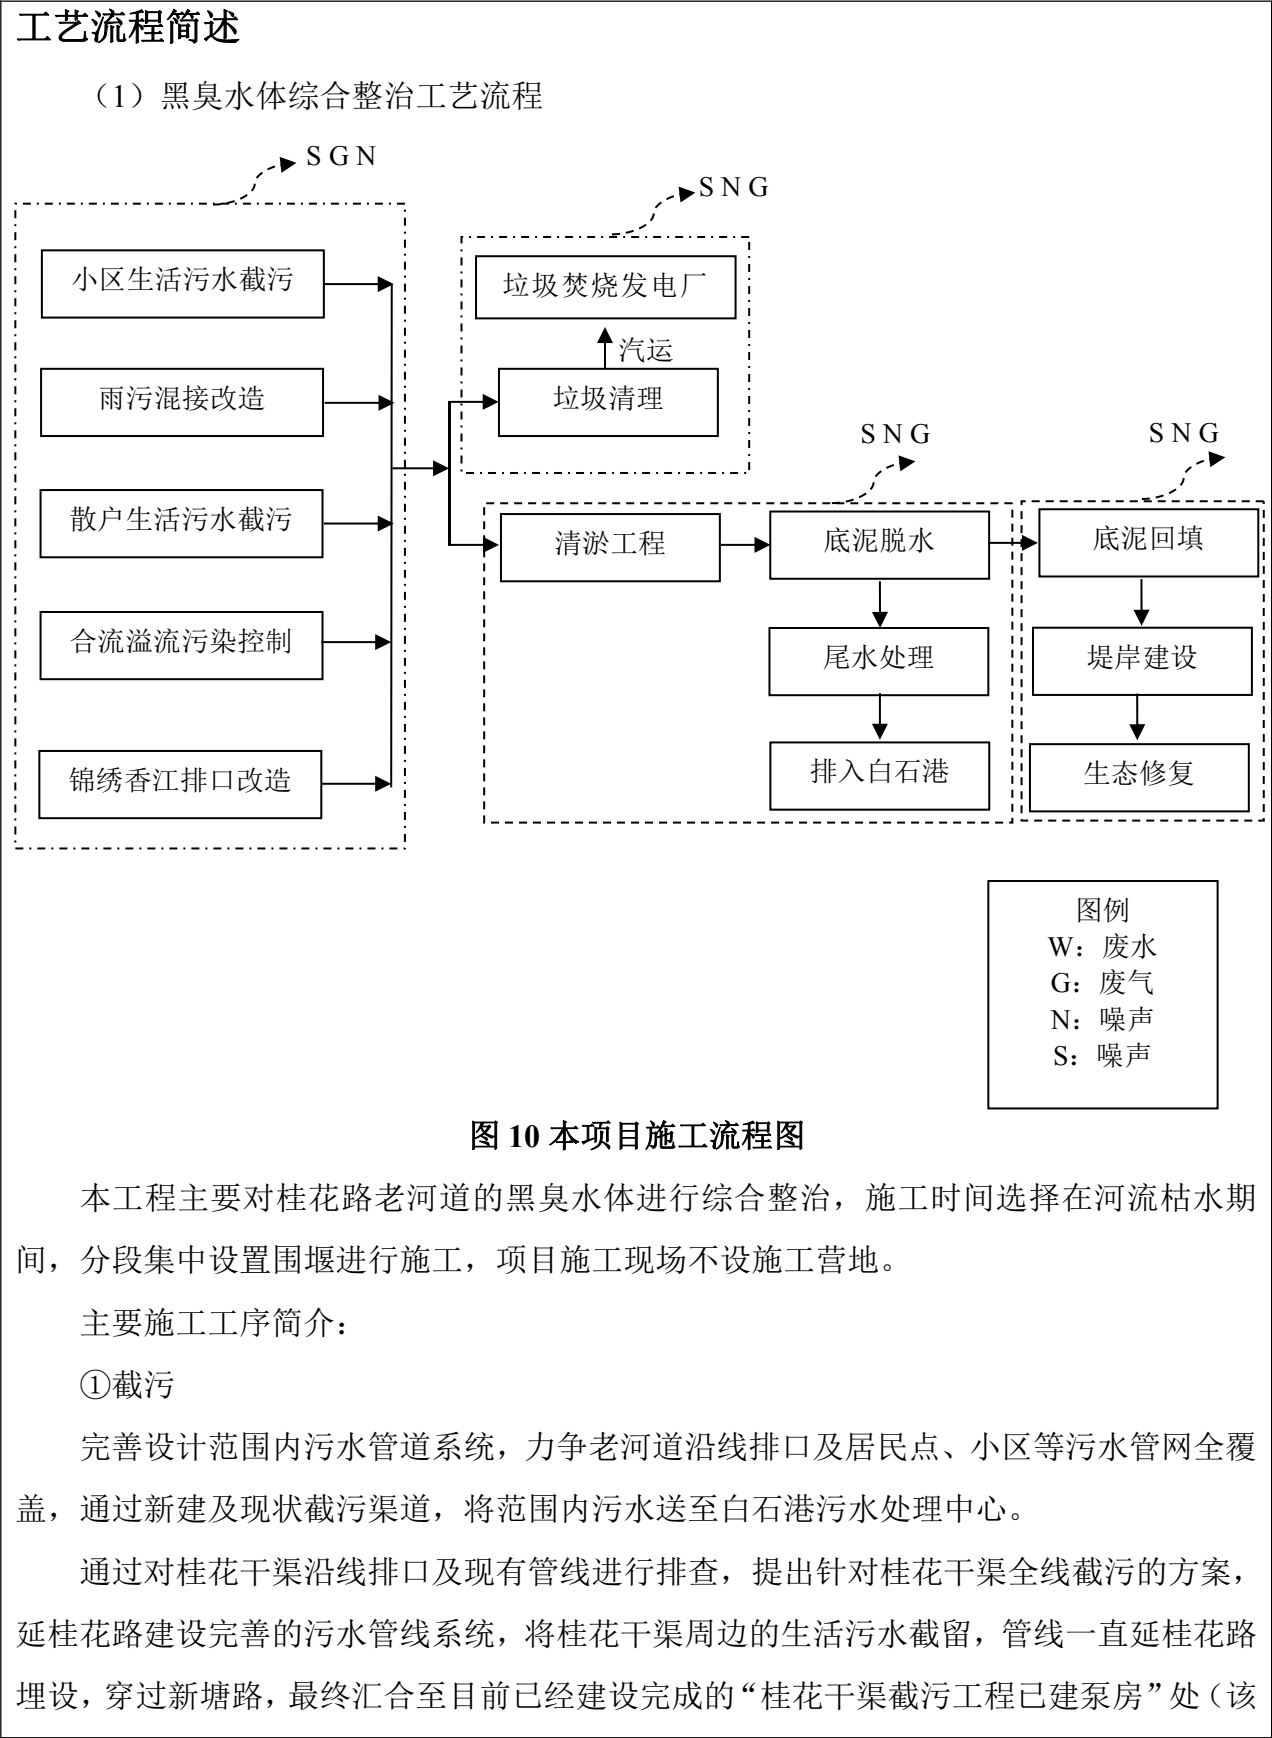 工艺流程简述
（1）黑臭水体综合整治工艺流程
S G N
S N G
小区生活污水截污
垃圾焚烧发电厂
汽运
雨污混接改造
垃圾清理
S N G
S N G
散户生活污水截污
清淤工程
底泥脱水
底泥回填
合流溢流污染控制
尾水处理
堤岸建设
锦绣香江排口改造
排入白石港
生态修复
图例
W：废水
G：废气
N：噪声
S：噪声
图 10 本项目施工流程图
本工程主要对桂花路老河道的黑臭水体进行综合整治，施工时间选择在河流枯水期
间，分段集中设置围堰进行施工，项目施工现场不设施工营地。
主要施工工序简介：
①截污
完善设计范围内污水管道系统，力争老河道沿线排口及居民点、小区等污水管网全覆
盖，通过新建及现状截污渠道，将范围内污水送至白石港污水处理中心。
通过对桂花干渠沿线排口及现有管线进行排查，提出针对桂花干渠全线截污的方案，
延桂花路建设完善的污水管线系统，将桂花干渠周边的生活污水截留，管线一直延桂花路
埋设，穿过新塘路，最终汇合至目前已经建设完成的“桂花干渠截污工程已建泵房”处（该